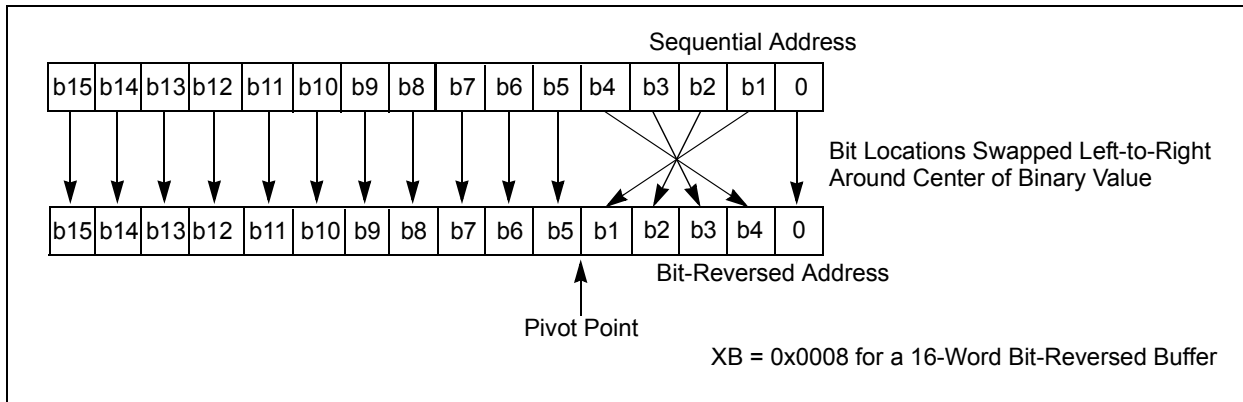 Sequential Address
b15 b14 b13 b12 b11 b10 b9 b8 b7 b6 b5 b4 b3 b2 b1 0
Bit Locations Swapped Left-to-Right
Around Center of Binary Value
b15 b14 b13 b12 b11 b10 b9 b8 b7 b6 b5 b1 b2 b3 b4 0
Bit-Reversed Address
Pivot Point
XB = 0x0008 for a 16-Word Bit-Reversed Buffer